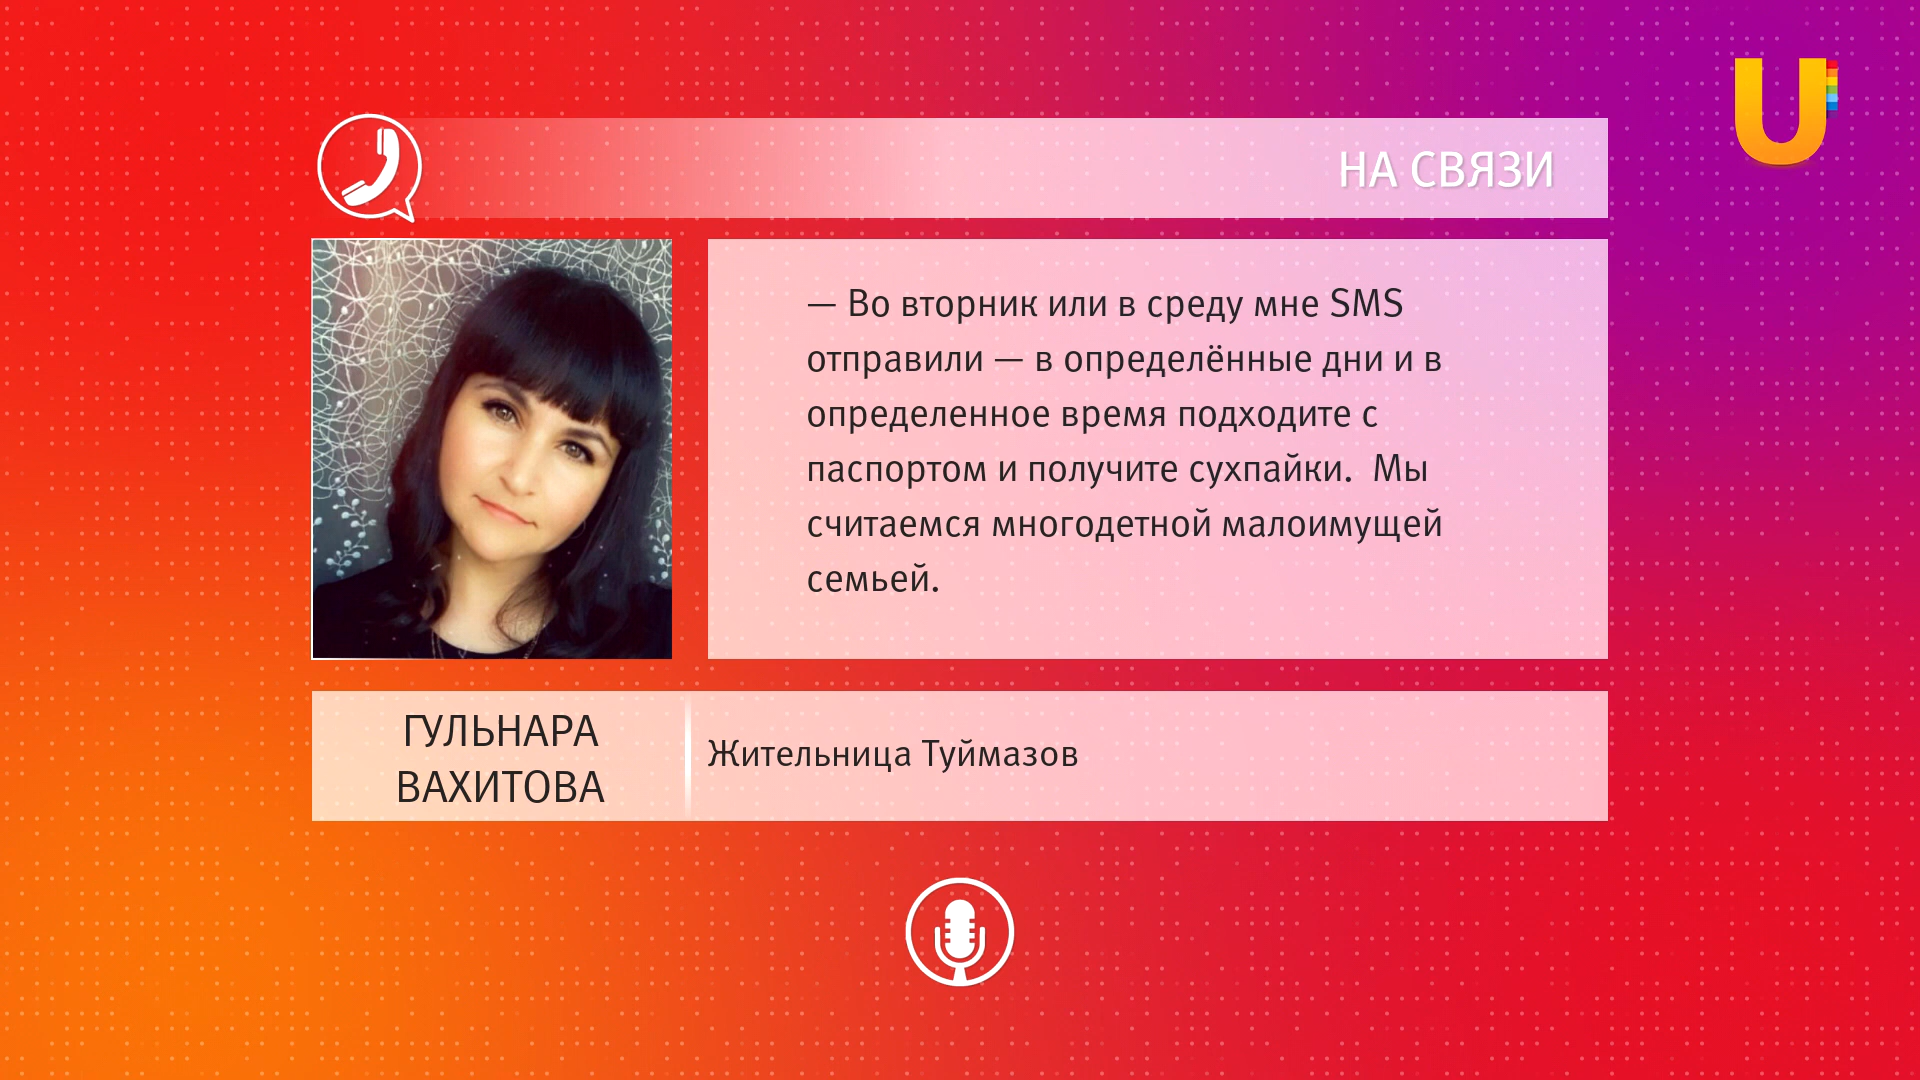 НА СВЯЗИ
— Во вторник или в среду мне SMS
отправили — в определённые дни и в
определенное время подходите с
паспортом и получите сухпайки.  Мы
считаемся многодетной малоимущей
семьей.
ГУЛЬНАРА
ВАХИТОВА
Жительница Туймазов
U